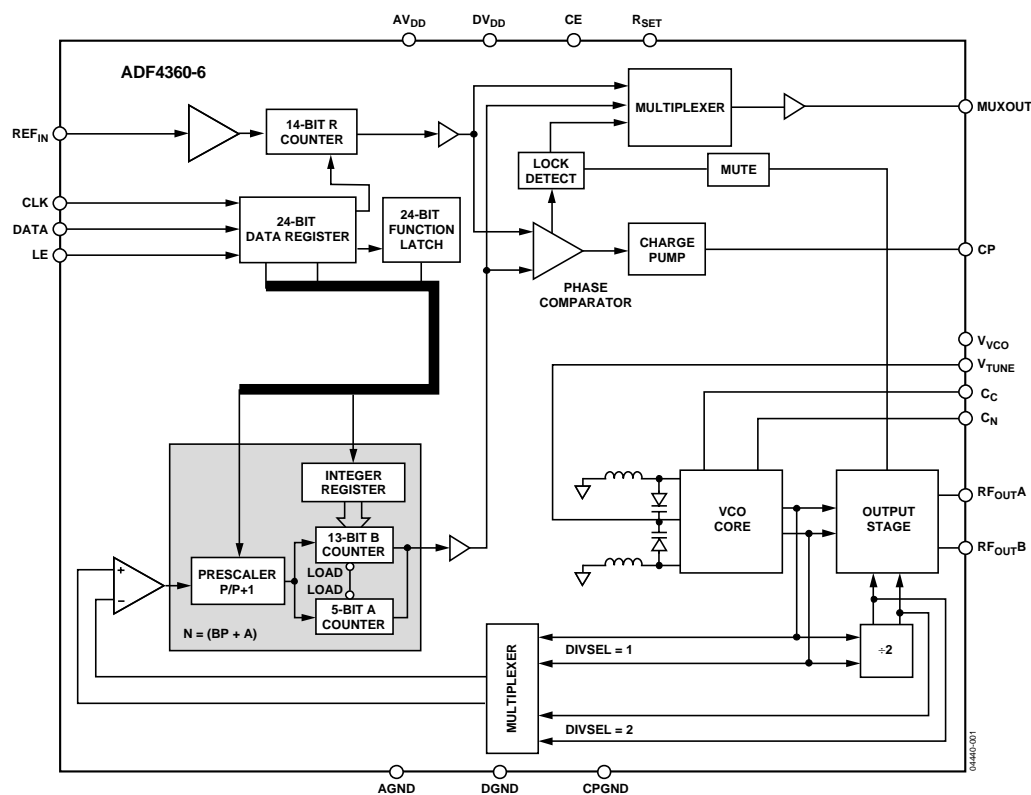 AVDD
DVDD
CE
RSET
ADF4360-6
MULTIPLEXER
MUXOUT
REFIN
14-BIT R
COUNTER
LOCK
DETECT
MUTE
CLK
DATA
LE
24-BIT
DATA REGISTER
24-BIT
FUNCTION
LATCH
CHARGE
PUMP
CP
PHASE
COMPARATOR
VVCO
VTUNE
CC
CN
INTEGER
REGISTER
13-BIT B
COUNTER
LOAD
LOAD
PRESCALER
P/P+1
5-BIT A
COUNTER
N = (BP + A)
+
–
VCO
CORE
OUTPUT
STAGE
RFOUTA
RFOUTB
MULTIPLEXER
DIVSEL = 1
DIVSEL = 2
÷2
AGND
DGND
CPGND
04440-001